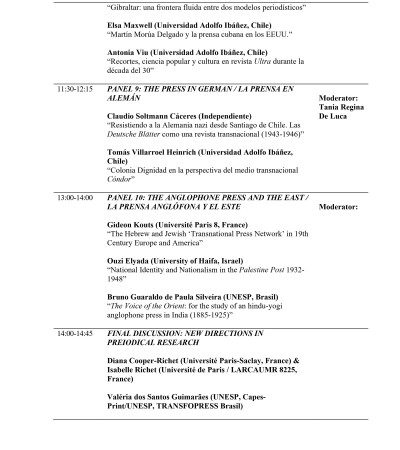 “Gibraltar: una frontera fluida entre dos modelos periodísticos”
Elsa Maxwell (Universidad Adolfo Ibáñez, Chile)
“Martín Morúa Delgado y la prensa cubana en los EEUU.”
Antonia Viu (Universidad Adolfo Ibáñez, Chile)
“Recortes, ciencia popular y cultura en revista Ultra durante la
década del 30”
11:30-12:15
PANEL 9: THE PRESS IN GERMAN / LA PRENSA EN
ALEMÁN
Moderator:
Tania Regina
De Luca
Claudio Soltmann Cáceres (Independiente)
“Resistiendo a la Alemania nazi desde Santiago de Chile. Las
Deutsche Blätter como una revista transnacional (1943-1946)”
Tomás Villarroel Heinrich (Universidad Adolfo Ibáñez,
Chile)
“Colonia Dignidad en la perspectiva del medio transnacional
Cóndor”
13:00-14:00
PANEL 10: THE ANGLOPHONE PRESS AND THE EAST /
LA PRENSA ANGLÓFONA Y EL ESTE
Moderator:
Gideon Kouts (Université Paris 8, France)
“The Hebrew and Jewish ‘Transnational Press Network’ in 19th
Century Europe and America”
Ouzi Elyada (University of Haifa, Israel)
“National Identity and Nationalism in the Palestine Post 1932-
1948”
Bruno Guaraldo de Paula Silveira (UNESP, Brasil)
“The Voice of the Orient: for the study of an hindu-yogi
anglophone press in India (1885-1925)”
14:00-14:45
FINAL DISCUSSION: NEW DIRECTIONS IN
PREIODICAL RESEARCH
Diana Cooper-Richet (Université Paris-Saclay, France) &
Isabelle Richet (Université de Paris / LARCAUMR 8225,
France)
Valéria dos Santos Guimarães (UNESP, Capes-
Print/UNESP, TRANSFOPRESS Brasil)